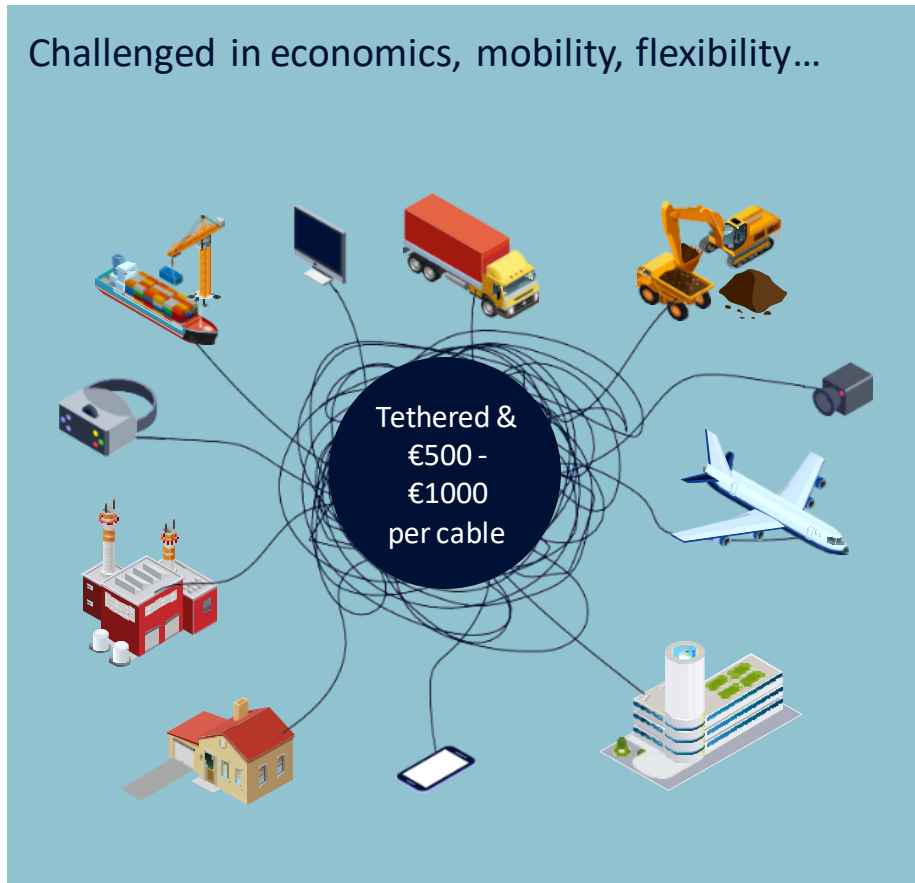 Challenged in economics, mobility, flexibility…
Tethered &
€500 -
€1000
per cable